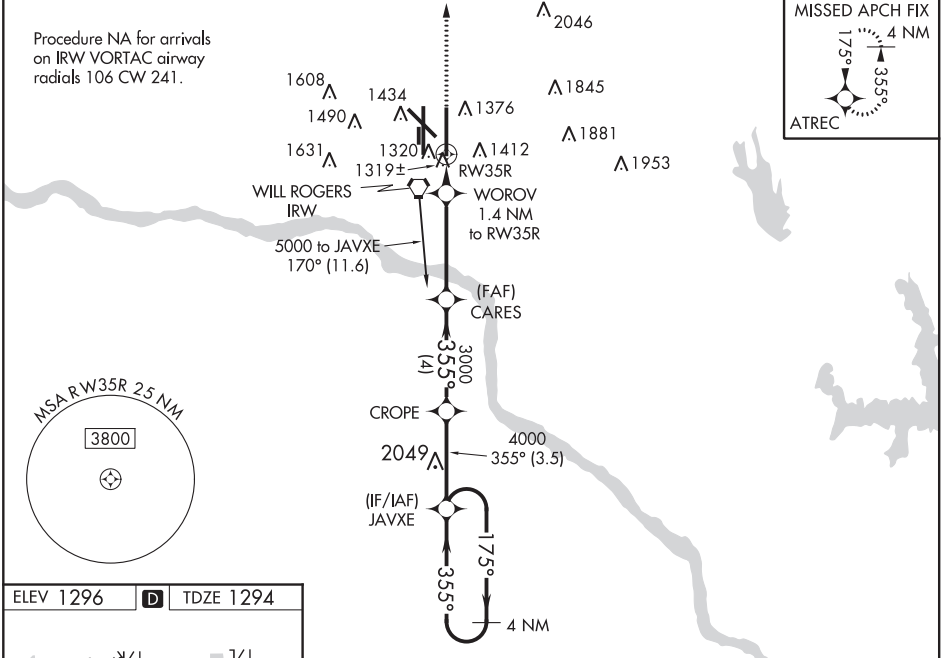 Procedure NA for arrivals
on IRW VORTAC airway
radials 106 CW 241.
2046
MISSED APCH FIX
4 NM
175°
355°
ATREC
1608
1434
1376
1845
1490
1881
1631
1320
1412
1953
1319±
RW35R
WILL ROGERS
IRW
WOROV
1.4 NM
to RW35R
5000 to JAVXE
170° (11.6)
(FAF)
CARES
3000
355°
(4)
MSA RW35R 25 NM
3800
CROPE
4000
355° (3.5)
2049
(IF/IAF)
JAVXE
175°
355°
4 NM
ELEV 1296
D
TDZE 1294